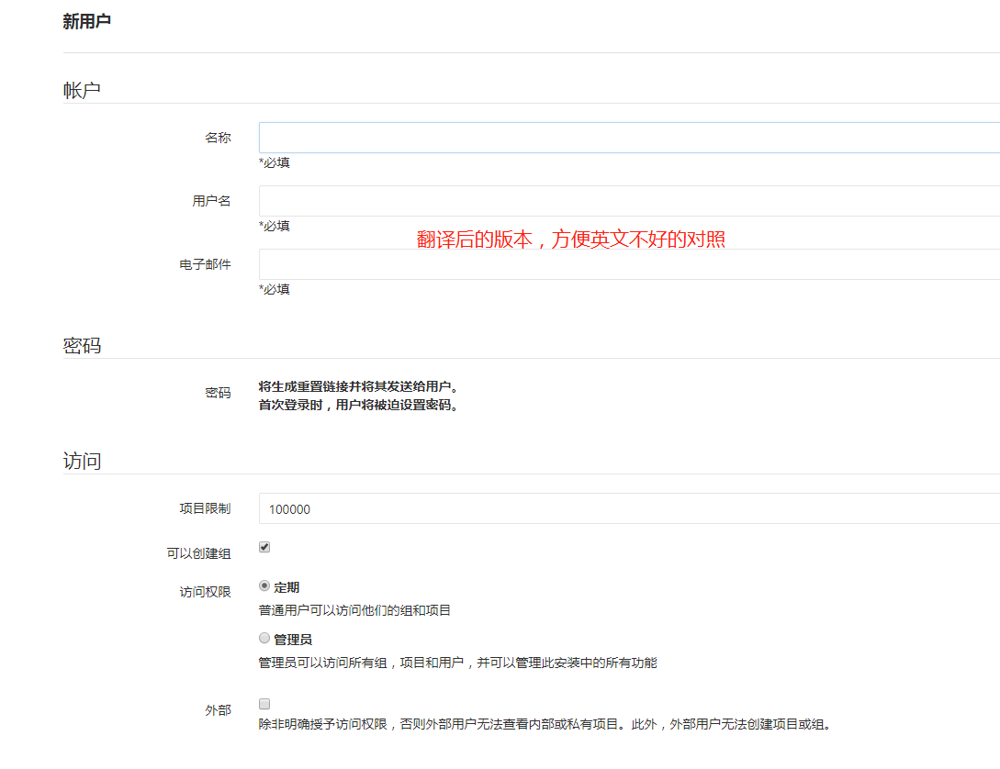 新用户
帐户
名称
*必填
用户名
*必填
翻译后的版本，方便英文不好的对照
电子邮件
*必填
密码
密码
将生成重置链接并将其发送给用户。
首次登录时，用户将被迫设置密码。
访问
项目限制
100000
可以创建组
访问权限
定期
普通用户可以访问他们的组和项目
管理员
管理员可以访问所有组，项目和用户，并可以管理此安装中的所有功能
外部
除非明确授予访问权限，否则外部用户无法查看内部或私有项目。此外，外部用户无法创建项目或组。